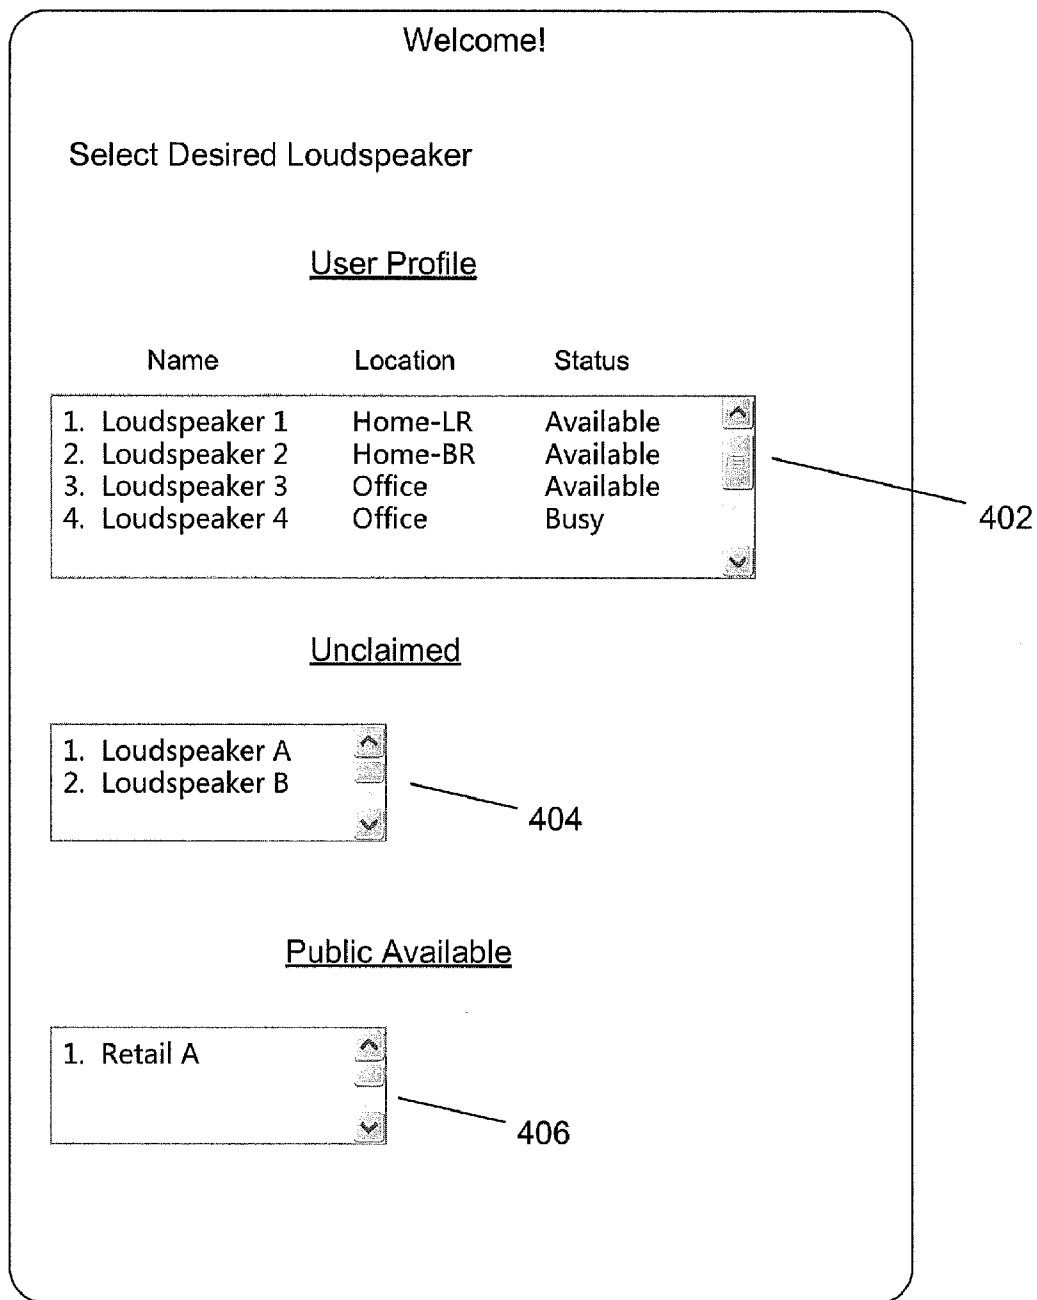 Welcome!
Select Desired Loudspeaker
User Profile
Name Location Status
1. Loudspeaker 1 Home-LR Available
2. Loudspeaker 2 Home-BR Available
3. Loudspeaker 3 Office Available
4. Loudspeaker 4 Office Busy
402
Unclaimed
1. Loudspeaker A
2. Loudspeaker B
404
Public Available
1. Retail A
406